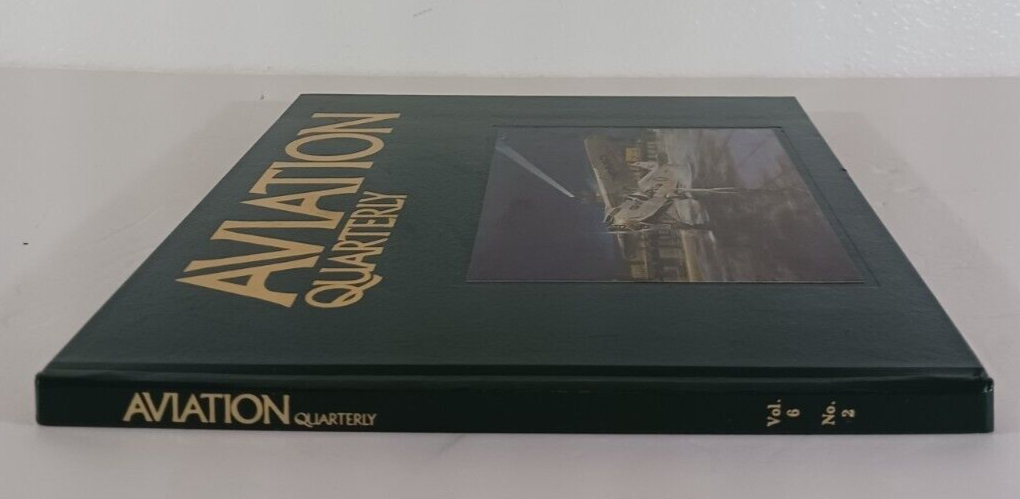 AVIATION
QUARTERLY
AVIATION QUARTERLY
Vol.
6
No.
2